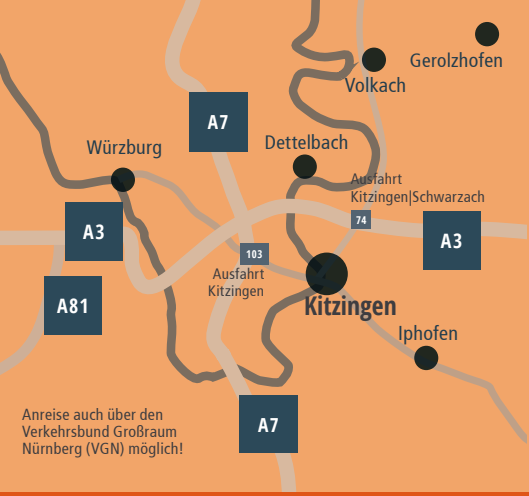 Gerolzhofen
Volkach
A7
Dettelbach
Würzburg
Ausfahrt
Kitzingen|Schwarzach
74
A3
A3
103
Ausfahrt
Kitzingen
A81
Kitzingen
Iphofen
A7
Anreise auch über den
Verkehrsbund Großraum
Nürnberg (VGN) möglich!